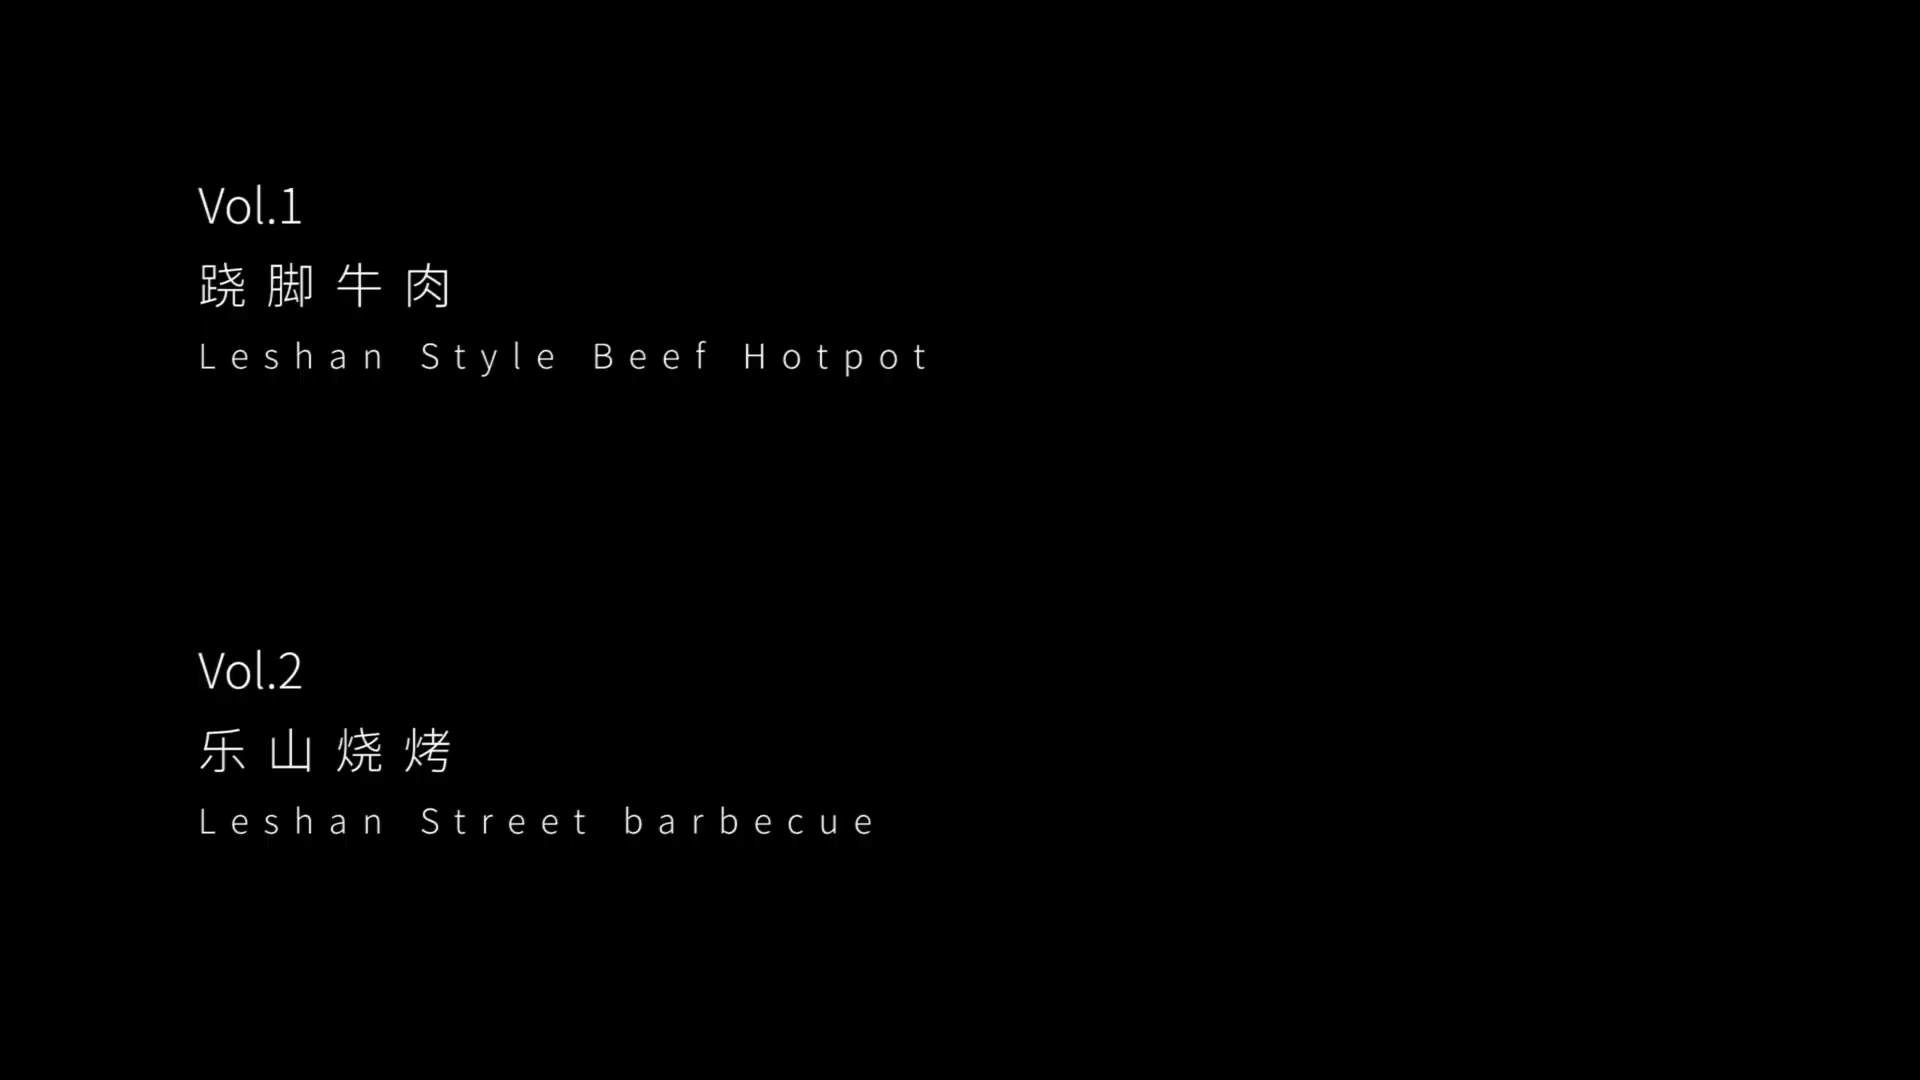 Vol.1
跷脚牛肉
Leshan Style Beef Hotpot
Vol.2
乐山烧烤
Leshan Street barbecue